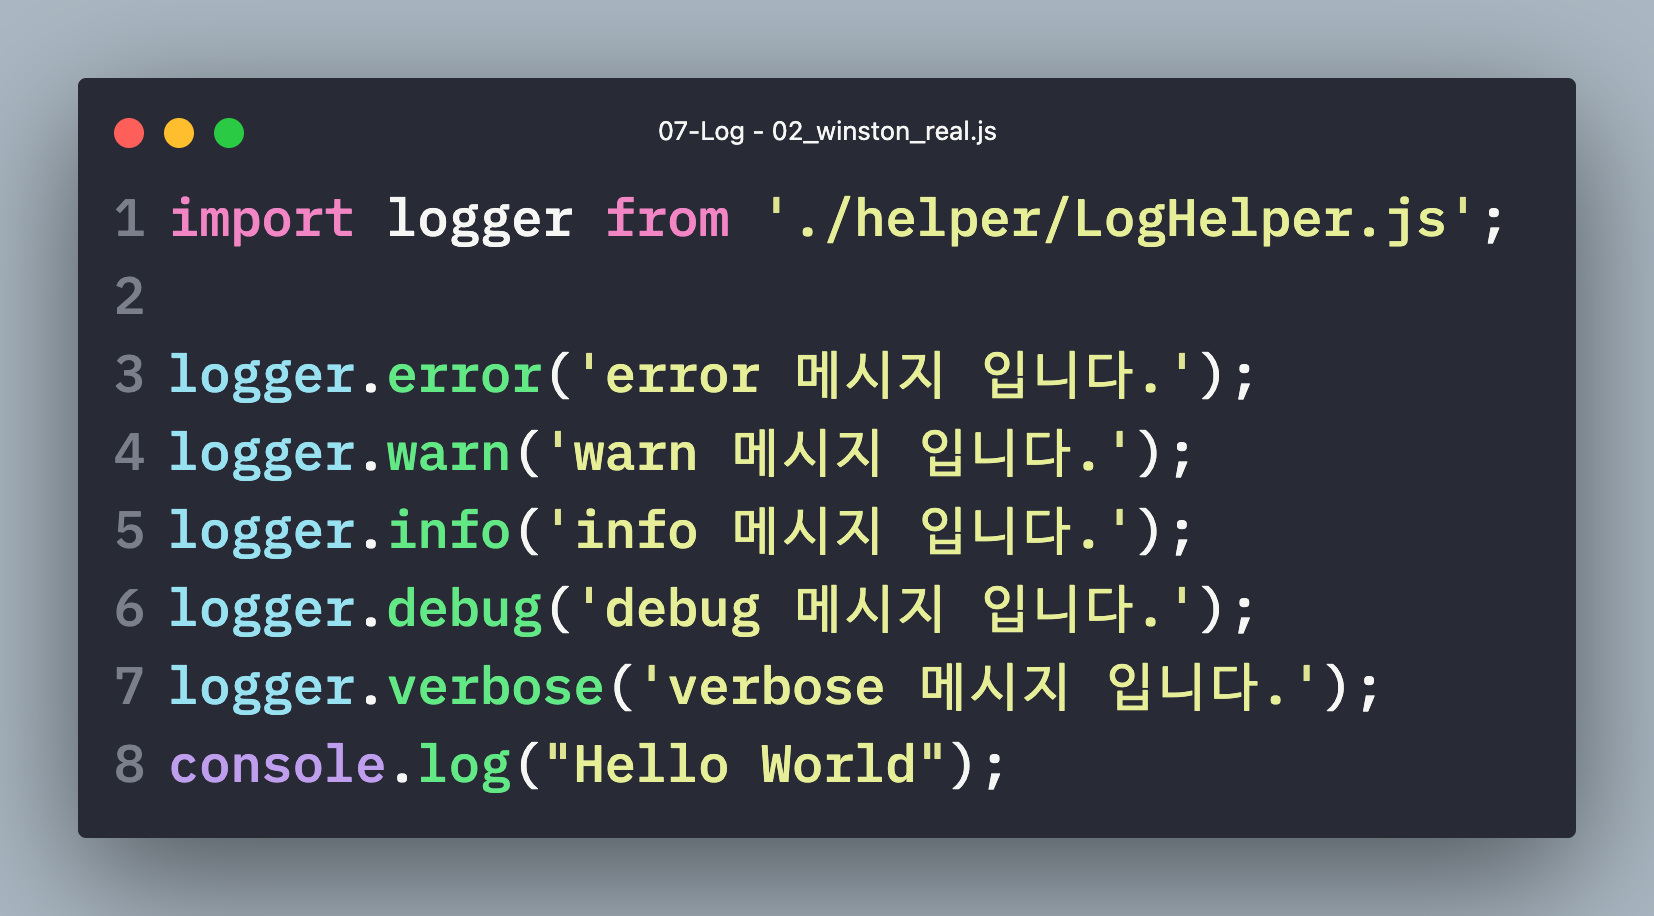 07-Log - 02_winston_real.js
1 import logger from './helper/LogHelper.js';
2
3 logger.error('error 메시지 입니다.');
4 logger.warn('warn 메시지 입니다.');
5 logger.info('info 메시지 입니다.');
6 logger.debug('debug 메시지 입니다.');
7 logger.verbose('verbose 메시지 입니다.');
8 console.log("Hello World");